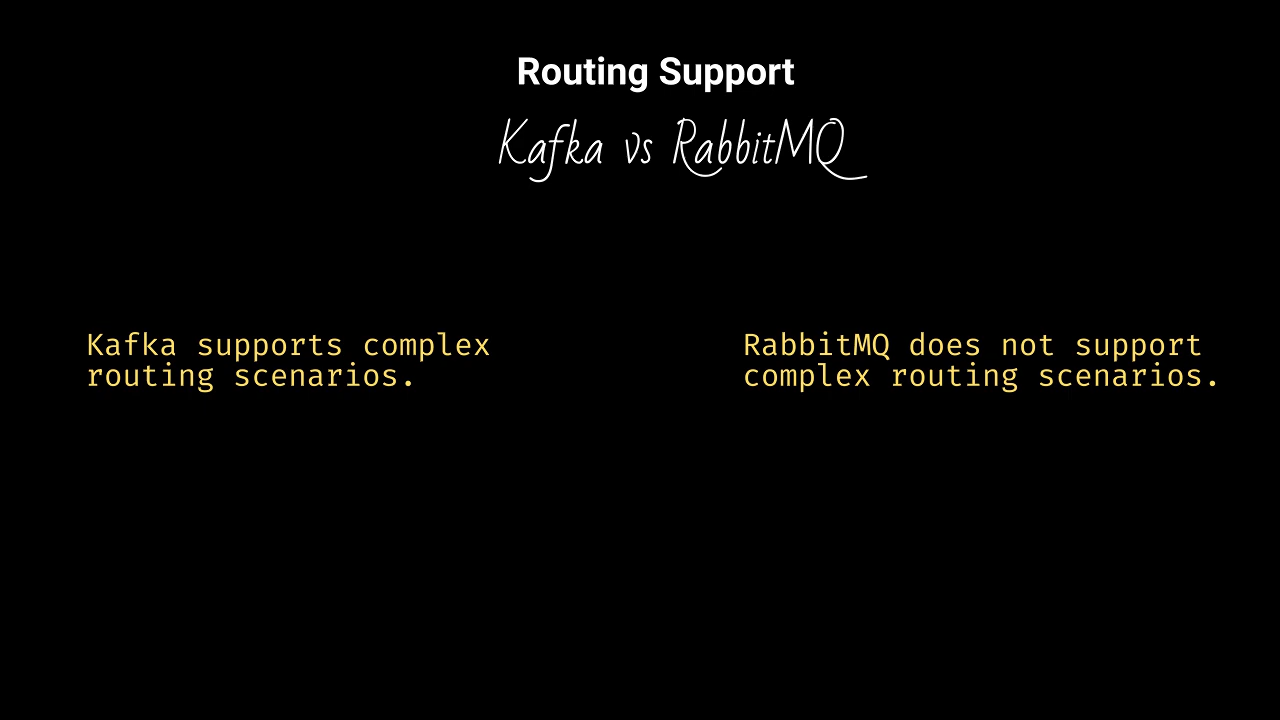 Routing Support
Kafka vs RabbitMQ
Kafka supports complex
routing scenarios.
RabbitMQ does not support
complex routing scenarios.